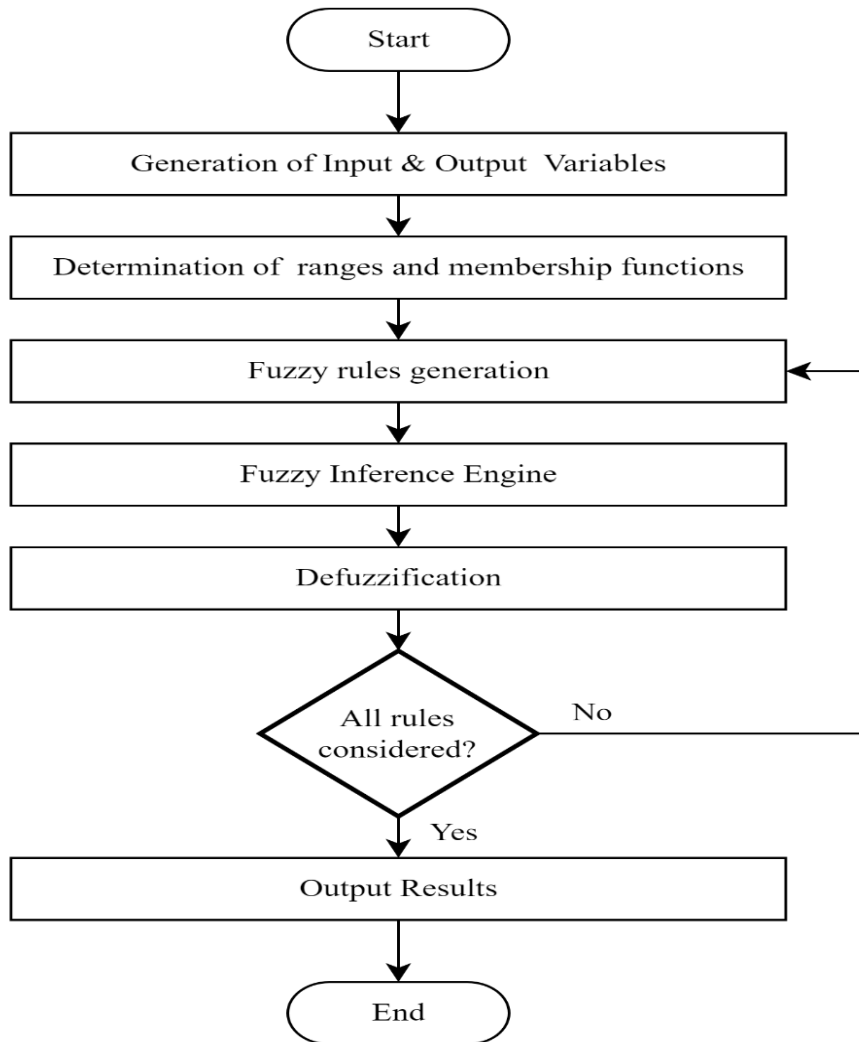 Start
Generation of Input & Output Variables
Determination of ranges and membership functions
Fuzzy rules generation
Fuzzy Inference Engine
Defuzzification
All rules
considered?
No
Yes
Output Results
End